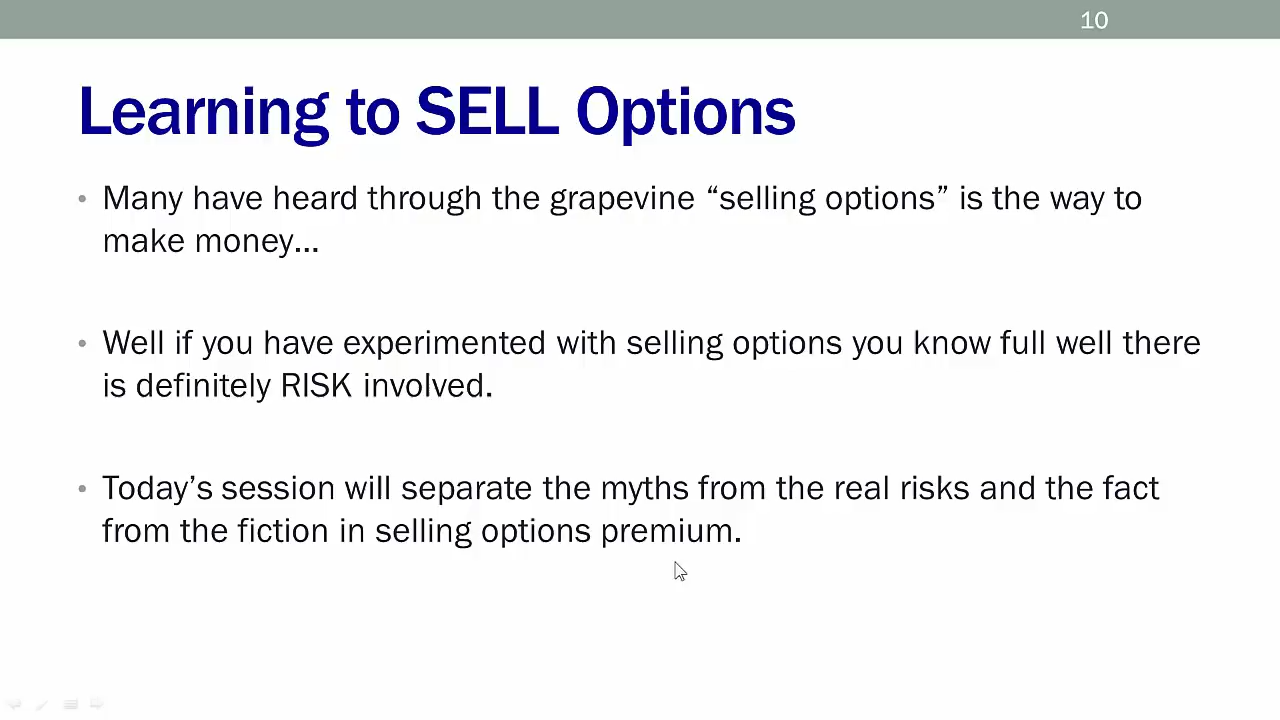 10
Learning to SELL Options
• Many have heard through the grapevine “selling options” is the way to
make money...
• Well if you have experimented with selling options you know full well there
is definitely RISK involved.
• Today’s session will separate the myths from the real risks and the fact
from the fiction in selling options premium.